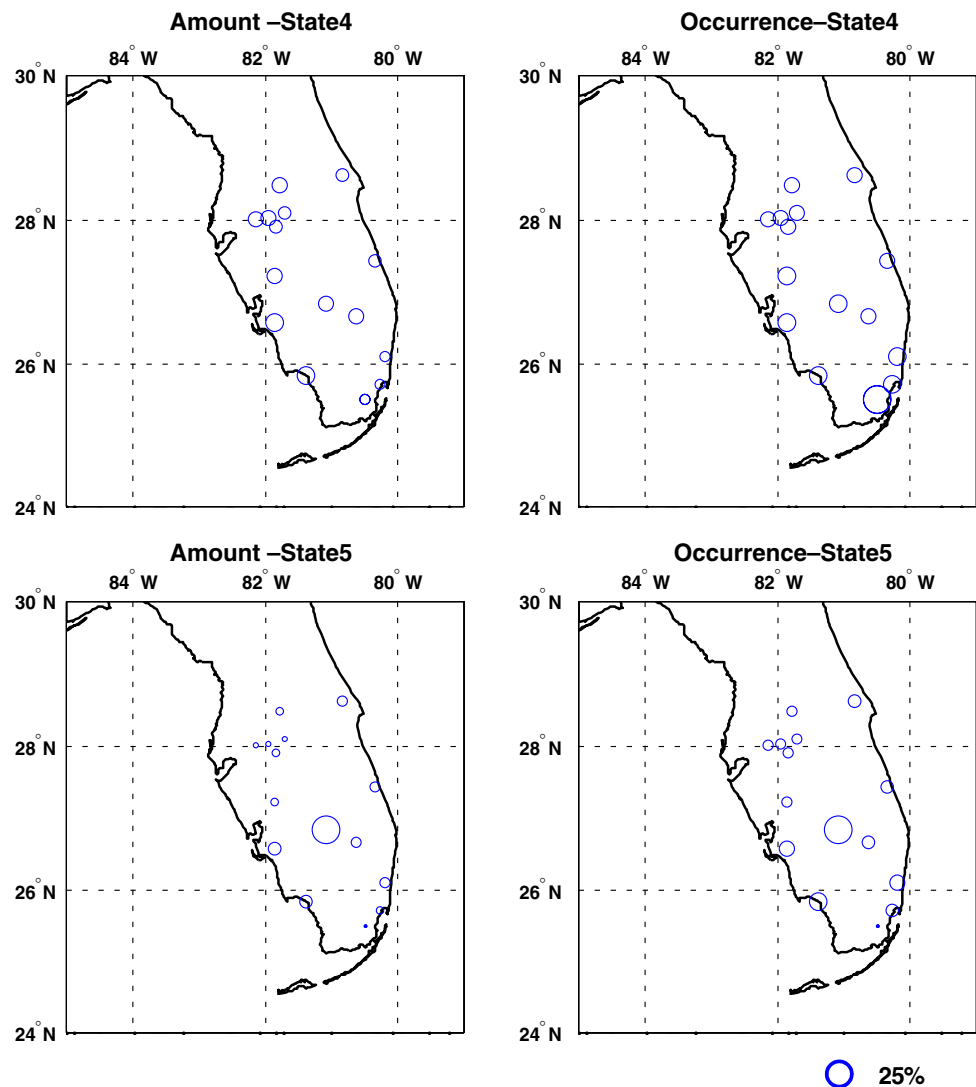 Amount –State4
84° W 82° W 80° W
30° N
28° N
26° N
24° N
Occurrence–State4
84° W 82° W 80° W
30° N
28° N
26° N
24° N
Amount –State5
84° W 82° W 80° W
30° N
28° N
26° N
24° N
Occurrence–State5
84° W 82° W 80° W
30° N
28° N
26° N
24° N
25%